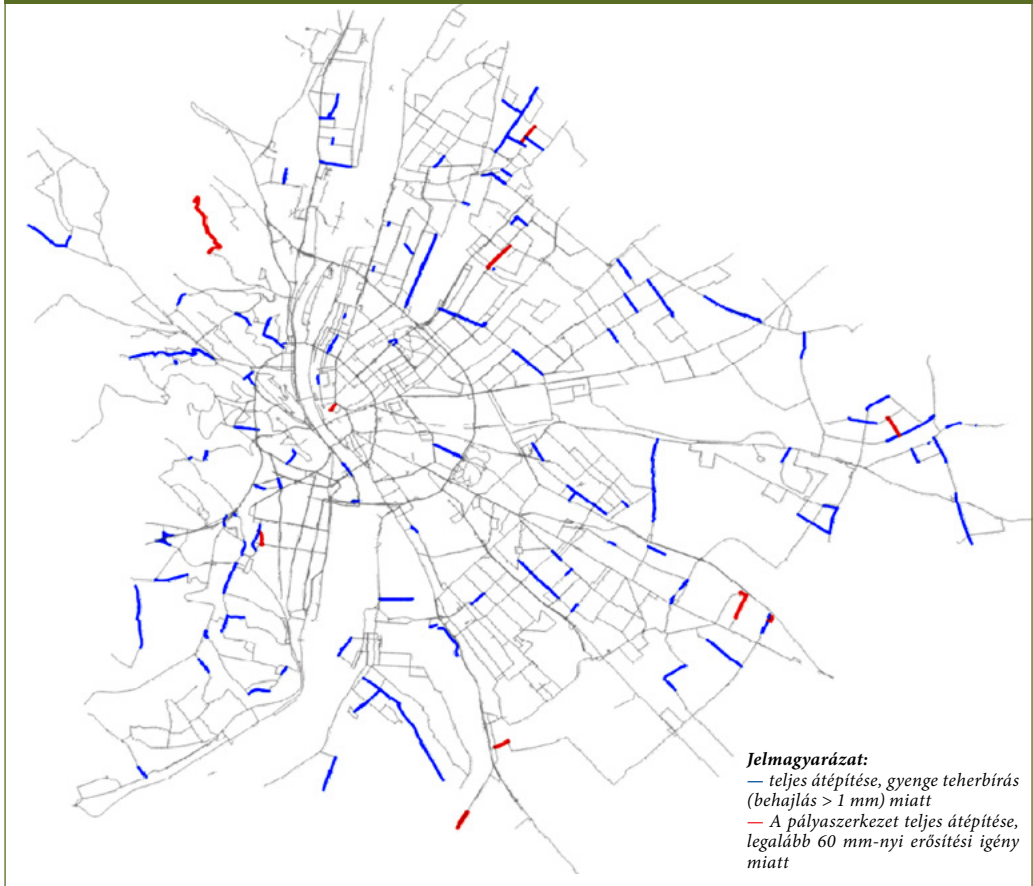 Jelmagyarázat:
— teljes átépítése, gyenge teherbírás
(behajlás > 1 mm) miatt
— A pályaszerkezet teljes átépítése,
legalább 60 mm-nyi erősítési igény
miatt